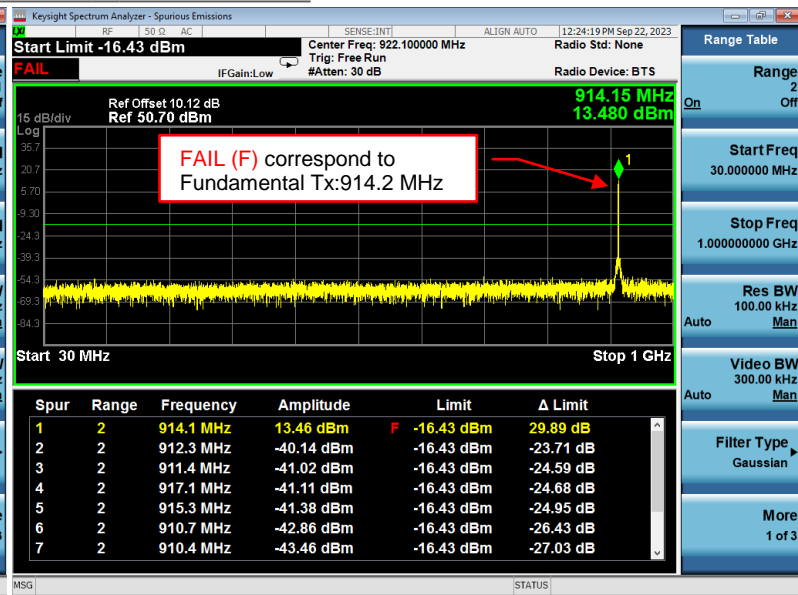 Keysight Spectrum Analyzer - Spurious Emissions
LXI RF 50 Ω AC SENSE:INT ALIGN AUTO 12:24:19 PM Sep 22, 2023
Start Limit -16.43 dBm
Center Freq: 922.100000 MHz
Radio Std: None
Trig: Free Run
FAIL
IFGain:Low
#Atten: 30 dB
Radio Device: BTS
Ref Offset 10.12 dB
Ref 50.70 dBm
15 dB/div
Log
914.15 MHz
13.480 dBm
35.7
20.7
5.70
-9.30
-24.3
-39.3
-54.3
-69.3
-84.3
1
FAIL (F) correspond to
Fundamental Tx:914.2 MHz
Start 30 MHz
Stop 1 GHz
Spur Range Frequency Amplitude Limit Δ Limit
1 2 914.1 MHz 13.46 dBm F -16.43 dBm 29.89 dB
2 2 912.3 MHz -40.14 dBm -16.43 dBm -23.71 dB
3 2 911.4 MHz -41.02 dBm -16.43 dBm -24.59 dB
4 2 917.1 MHz -41.11 dBm -16.43 dBm -24.68 dB
5 2 915.3 MHz -41.38 dBm -16.43 dBm -24.95 dB
6 2 910.7 MHz -42.86 dBm -16.43 dBm -26.43 dB
7 2 910.4 MHz -43.46 dBm -16.43 dBm -27.03 dB
MSG
STATUS
Range Table
Range
2
On Off
Start Freq
30.000000 MHz
Stop Freq
1.000000000 GHz
Res BW
100.00 kHz
Auto Man
Video BW
300.00 kHz
Auto Man
Filter Type
Gaussian
More
1 of 3